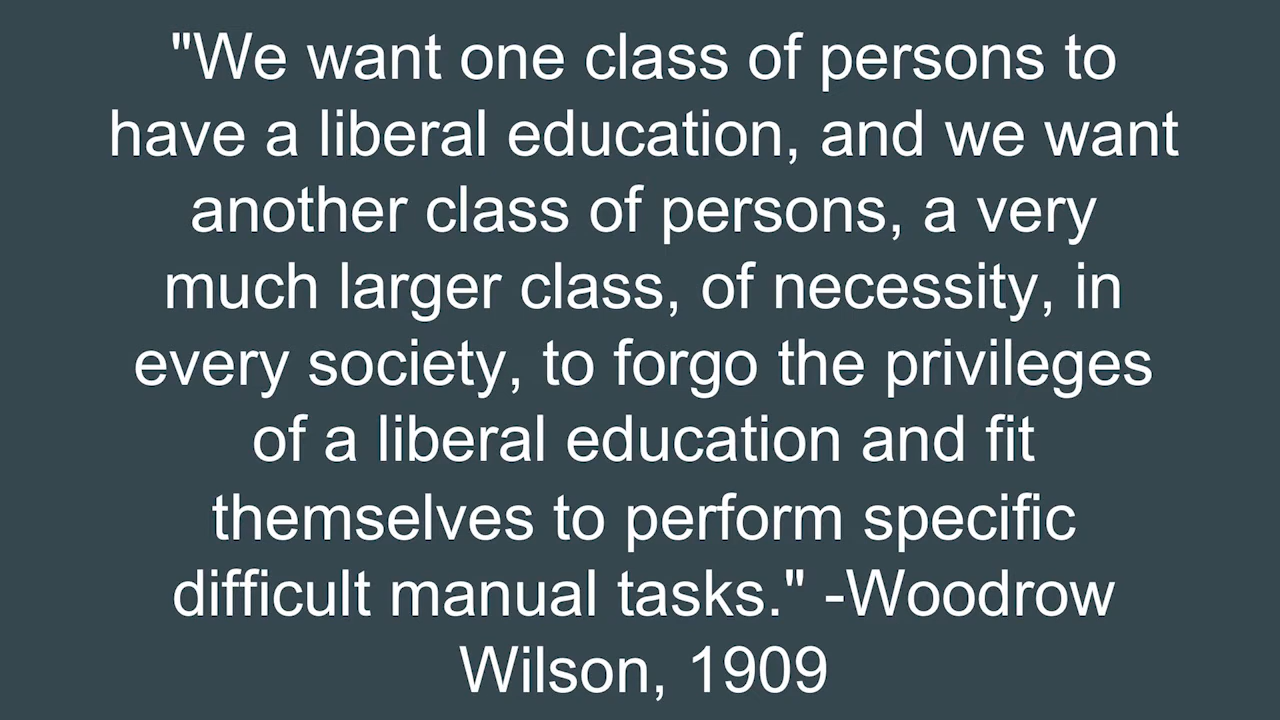 "We want one class of persons to
have a liberal education, and we want
another class of persons, a very
much larger class, of necessity, in
every society, to forgo the privileges
of a liberal education and fit
themselves to perform specific
difficult manual tasks." -Woodrow
Wilson, 1909